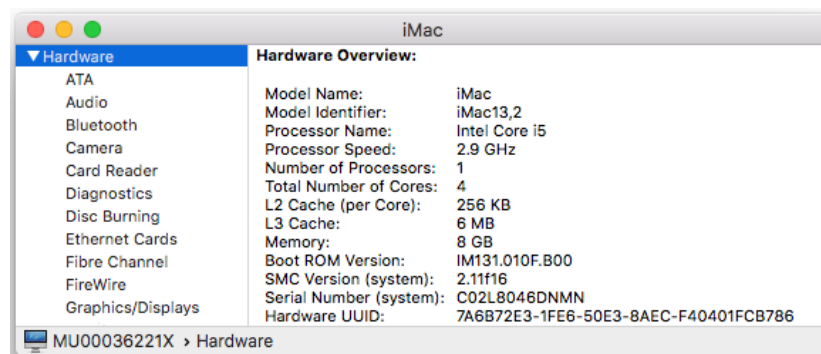 iMac
Hardware
ATA
Audio
Bluetooth
Camera
Card Reader
Diagnostics
Disc Burning
Ethernet Cards
Fibre Channel
FireWire
Graphics/Displays
Hardware Overview:
Model Name: iMac
Model Identifier: iMac13,2
Processor Name: Intel Core i5
Processor Speed: 2.9 GHz
Number of Processors: 1
Total Number of Cores: 4
L2 Cache (per Core): 256 KB
L3 Cache: 6 MB
Memory: 8 GB
Boot ROM Version: IM131.010F.B00
SMC Version (system): 2.11f16
Serial Number (system): C02L8046DNMN
Hardware UUID: 7A6B72E3-1FE6-50E3-8AEC-F40401FCB786
MU00036221X › Hardware